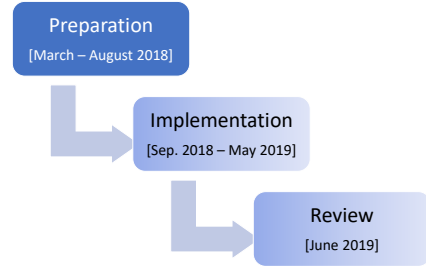 Preparation
[March – August 2018]
Implementation
[Sep. 2018 – May 2019]
Review
[June 2019]